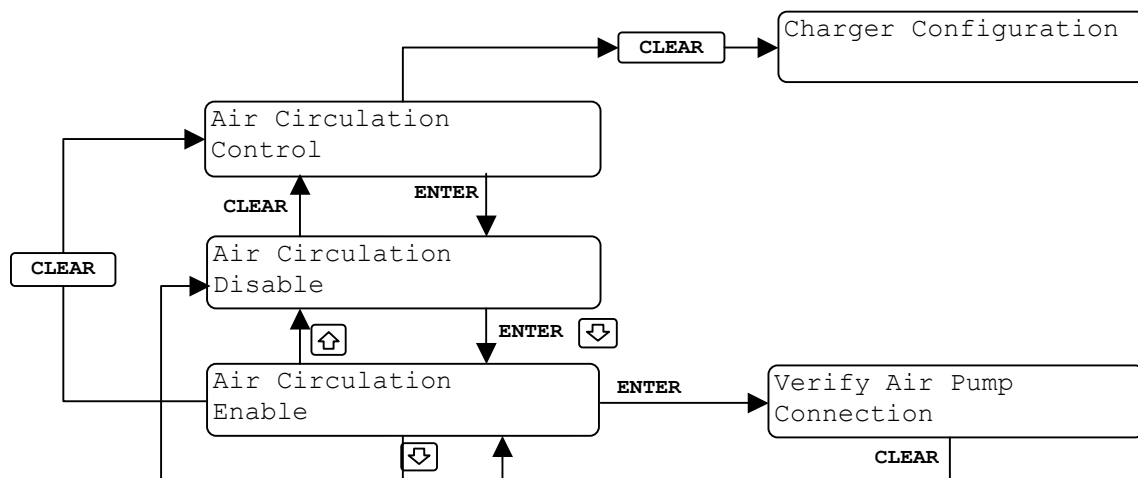 Charger Configuration
CLEAR
Air Circulation
Control
CLEAR
ENTER
CLEAR
Air Circulation
Disable
ENTER
Air Circulation
Enable
ENTER
Verify Air Pump
Connection
CLEAR